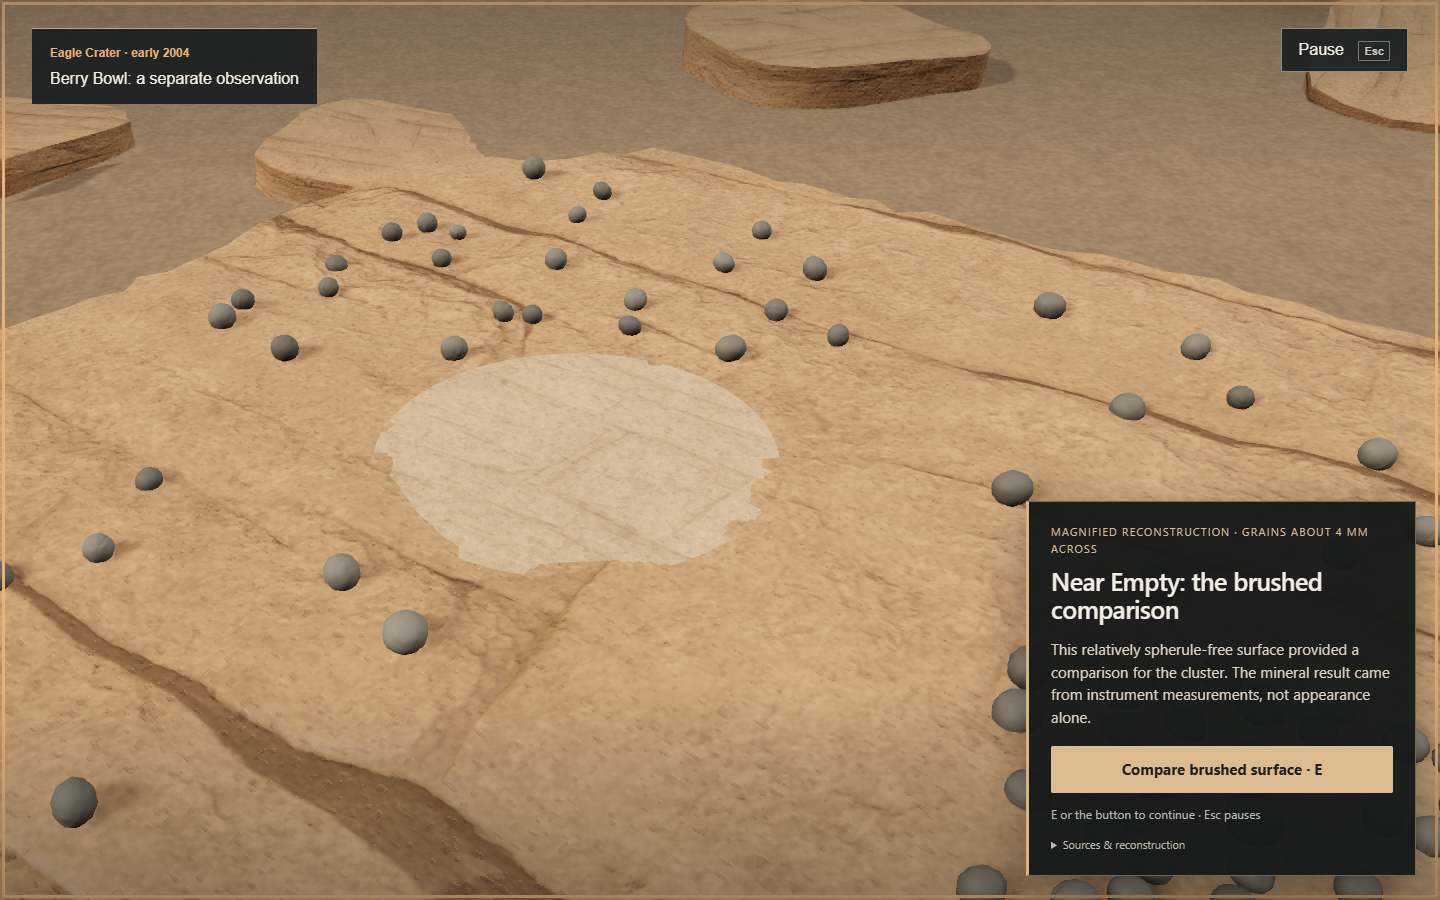 Eagle Crater · early 2004
Berry Bowl: a separate observation
Pause Esc
MAGNIFIED RECONSTRUCTION · GRAINS ABOUT 4 MM
ACROSS
Near Empty: the brushed
comparison
This relatively spherule-free surface provided a
comparison for the cluster. The mineral result came
from instrument measurements, not appearance
alone.
Compare brushed surface · E
E or the button to continue · Esc pauses
Sources & reconstruction